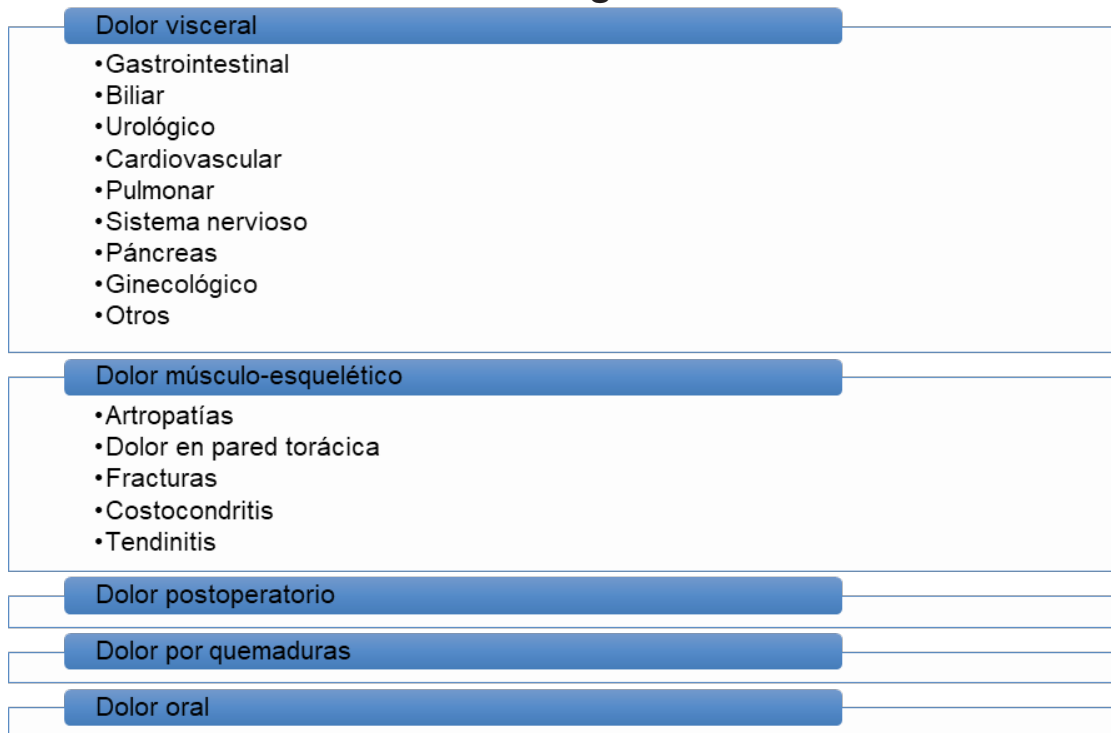 Dolor visceral
•Gastrointestinal
•Biliar
•Urológico
•Cardiovascular
•Pulmonar
•Sistema nervioso
•Páncreas
•Ginecológico
•Otros
Dolor músculo-esquelético
•Artropatías
•Dolor en pared torácica
•Fracturas
•Costocondritis
•Tendinitis
Dolor postoperatorio
Dolor por quemaduras
Dolor oral